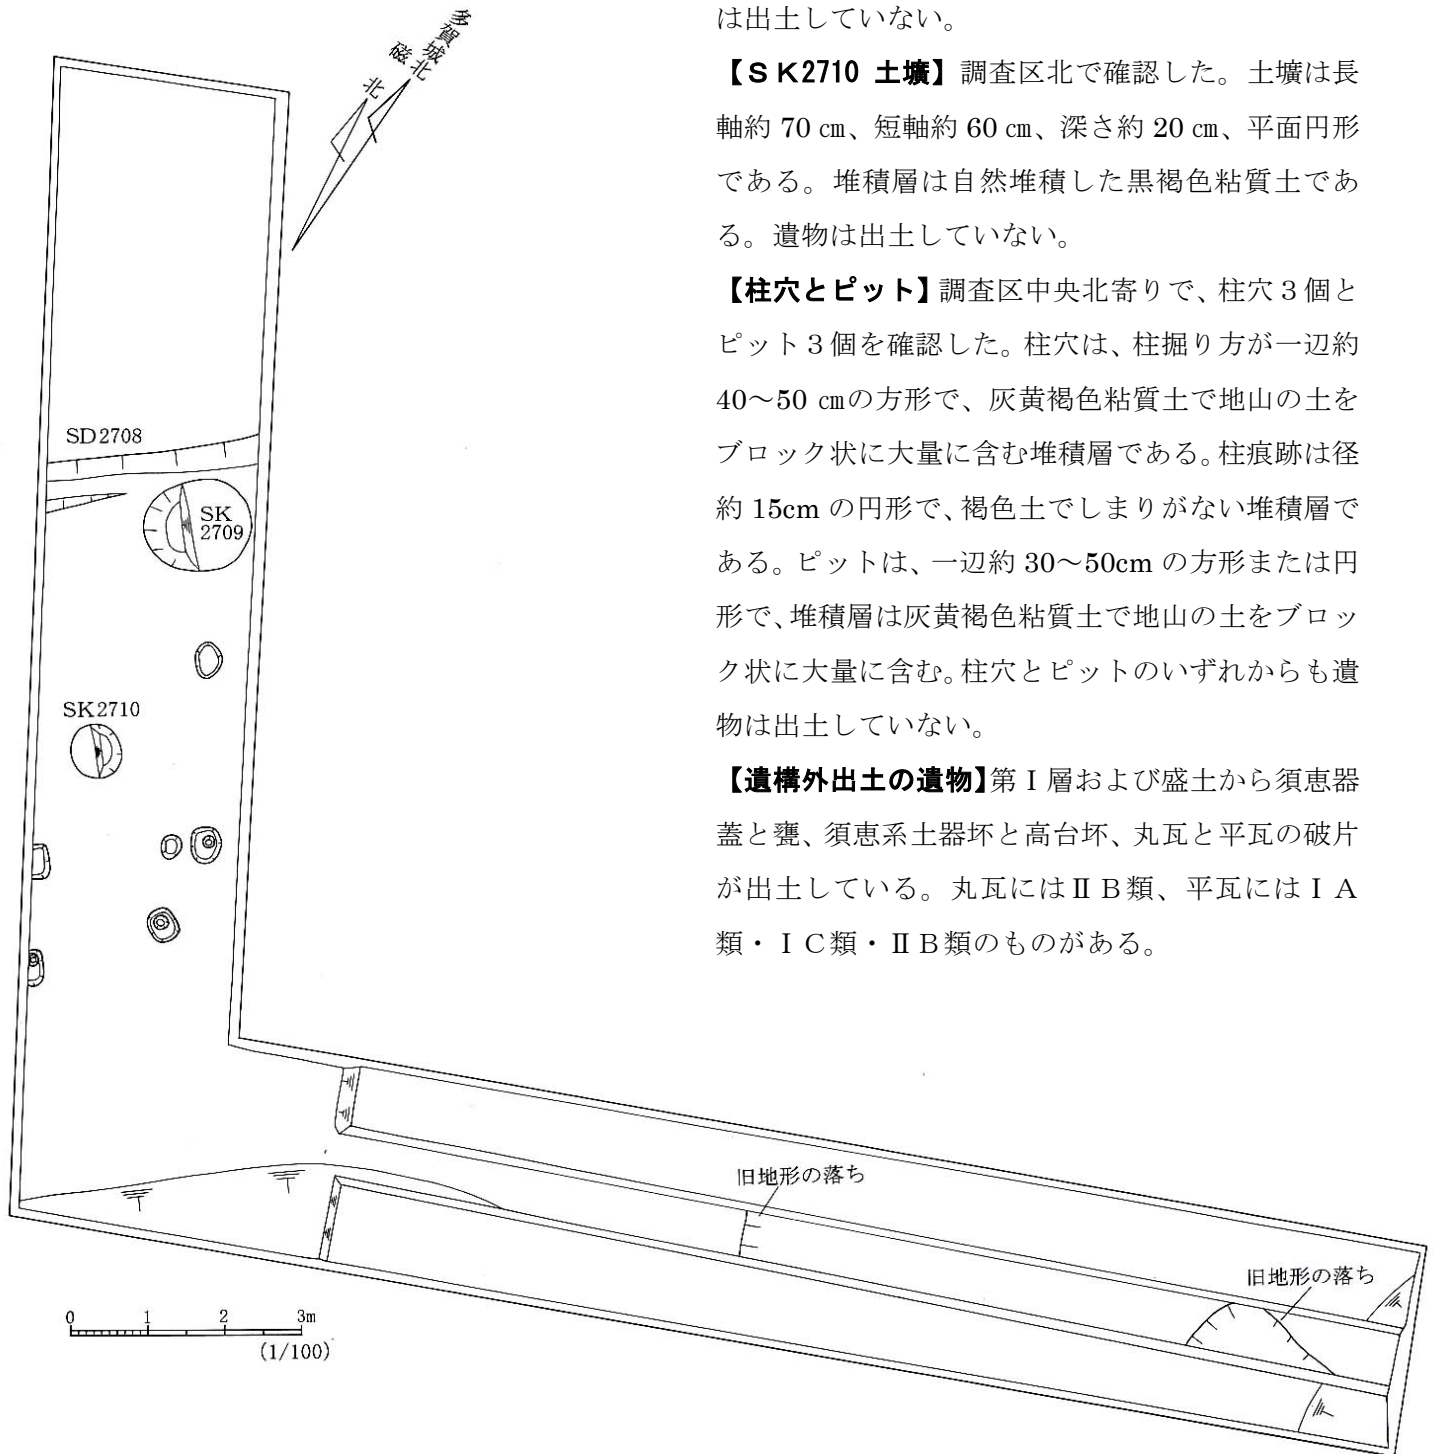 は出土していない。
【ＳＫ2710 土壙】調査区北で確認した。土壙は長
軸約 70 ㎝、短軸約 60 ㎝、深さ約 20 ㎝、平面円形
である。堆積層は自然堆積した黒褐色粘質土であ
る。遺物は出土していない。
【柱穴とピット】調査区中央北寄りで、柱穴３個と
ピット３個を確認した。柱穴は、柱掘り方が一辺約
40～50 ㎝の方形で、灰黄褐色粘質土で地山の土を
ブロック状に大量に含む堆積層である。柱痕跡は径
約 15cm の円形で、褐色土でしまりがない堆積層で
ある。ピットは、一辺約 30～50cm の方形または円
形で、堆積層は灰黄褐色粘質土で地山の土をブロッ
ク状に大量に含む。柱穴とピットのいずれからも遺
物は出土していない。
【遺構外出土の遺物】第Ⅰ層および盛土から須恵器
蓋と甕、須恵系土器坏と高台坏、丸瓦と平瓦の破片
が出土している。丸瓦にはⅡＢ類、平瓦にはⅠＡ
類・ⅠＣ類・ⅡＢ類のものがある。
多賀城北
磁北
SD2708
SK
2709
SK2710
旧地形の落ち
旧地形の落ち
0 1 2 3m
(1/100)